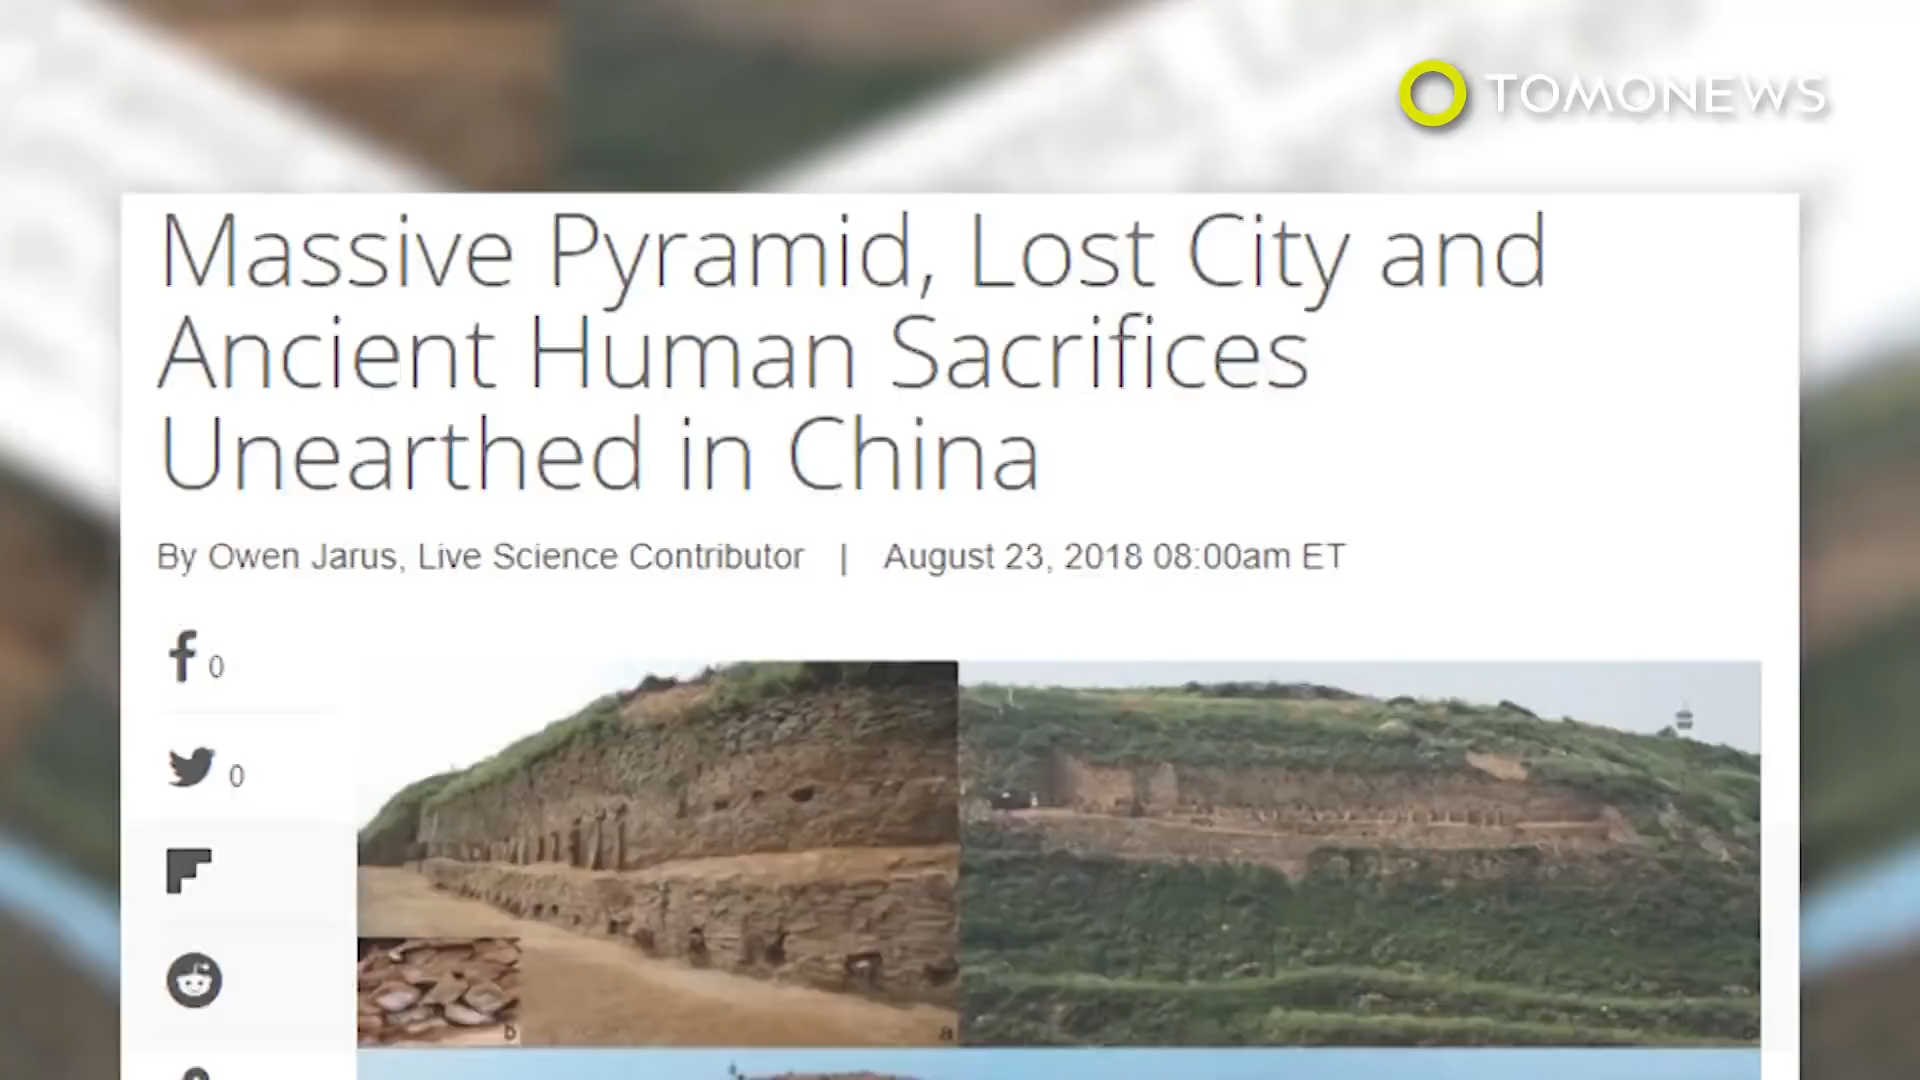 TOMONEWS
Massive Pyramid, Lost City and
Ancient Human Sacrifices
Unearthed in China
By Owen Jarus, Live Science Contributor | August 23, 2018 08:00am ET
0
0
b
a